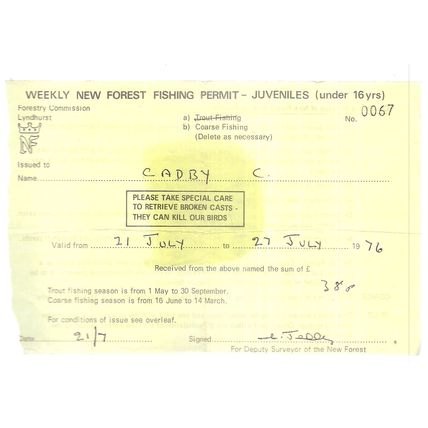 WEEKLY NEW FOREST FISHING PERMIT – JUVENILES (under 16 yrs)
Forestry Commission
Lyndhurst
a) Trout Fishing
No. 0067
b) Coarse Fishing
(Delete as necessary)
NF
Issued to
Name CADBY C.
PLEASE TAKE SPECIAL CARE
TO RETRIEVE BROKEN CASTS -
THEY CAN KILL OUR BIRDS
Valid from 21 JULY to 27 JULY 1976
Received from the above named the sum of £
38p
Trout fishing season is from 1 May to 30 September.
Coarse fishing season is from 16 June to 14 March.
For conditions of issue see overleaf.
Date 21/7 Signed
For Deputy Surveyor of the New Forest